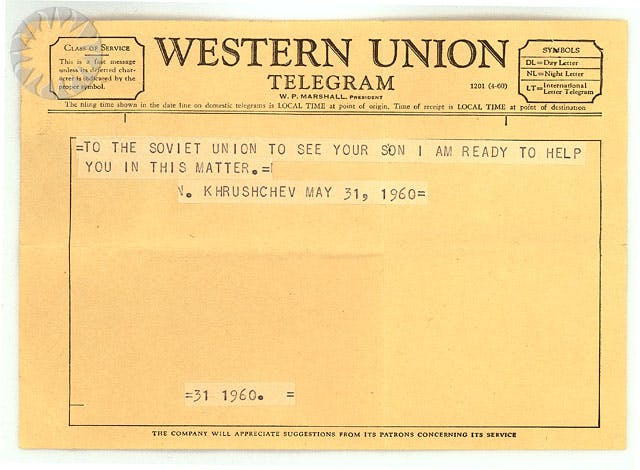 CLASS OF SERVICE
This is a fast message
unless its deferred char-
acter is indicated by the
proper symbol.
WESTERN UNION
TELEGRAM
W. P. MARSHALL, PRESIDENT
1201 (4-60)
SYMBOLS
DL=Day Letter
NL=Night Letter
LT=International Letter Telegram
The filing time shown in the date line on domestic telegrams is LOCAL TIME at point of origin. Time of receipt is LOCAL TIME at point of destination
=TO THE SOVIET UNION TO SEE YOUR SON I AM READY TO HELP
YOU IN THIS MATTER.=
N. KHRUSHCHEV MAY 31, 1960=
=31 1960. =
THE COMPANY WILL APPRECIATE SUGGESTIONS FROM ITS PATRONS CONCERNING ITS SERVICE